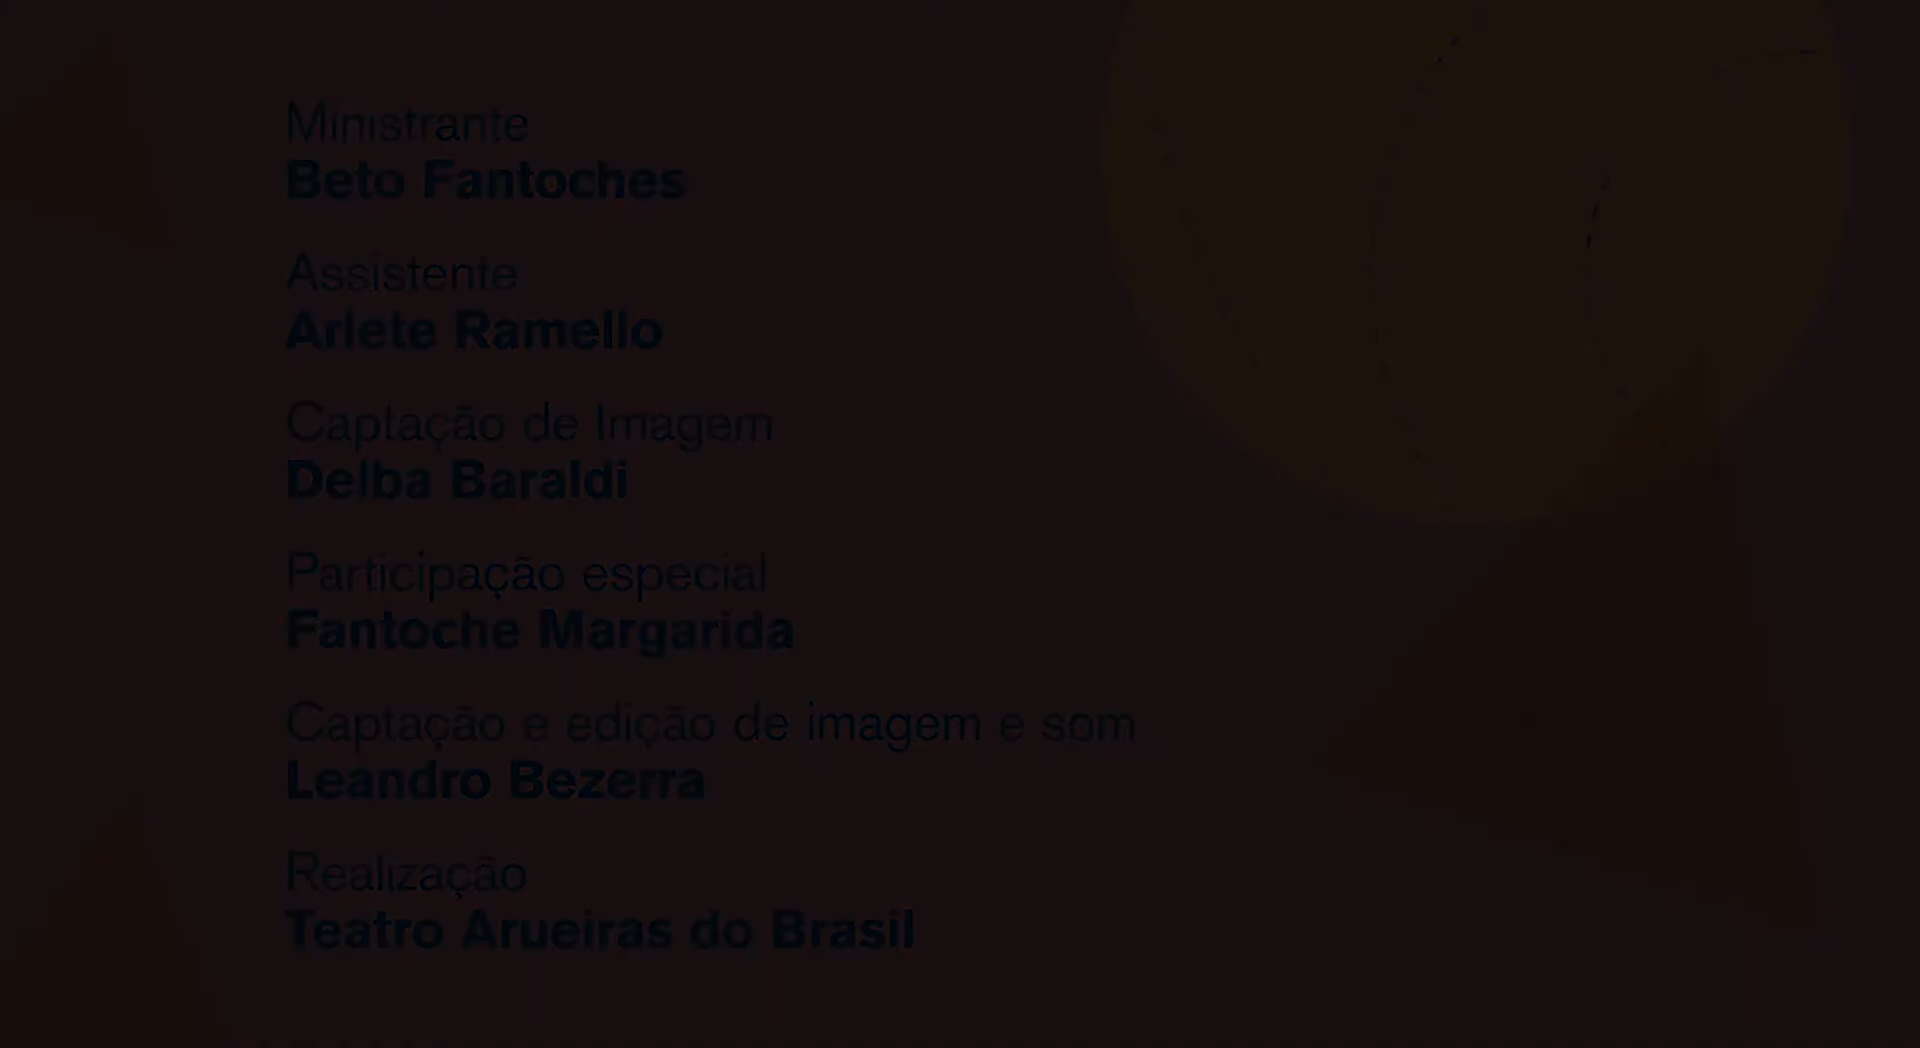 Ministrante
Beto Fantoches
Assistente
Arlete Ramello
Captação de Imagem
Delba Baraldi
Participação especial
Fantoche Margarida
Captação e edição de imagem e som
Leandro Bezerra
Realização
Teatro Arueiras do Brasil